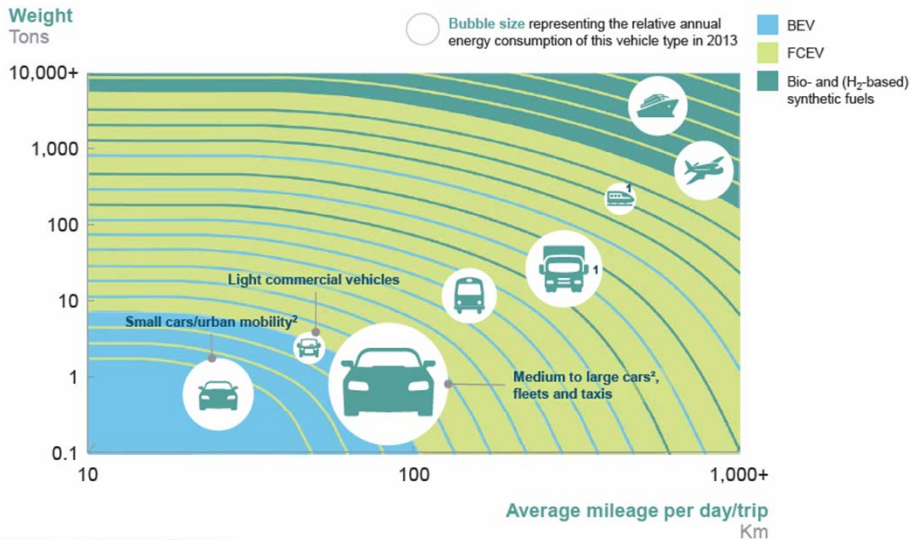 Weight
Tons
Bubble size representing the relative annual
energy consumption of this vehicle type in 2013
BEV
FCEV
Bio- and (H₂-based)
synthetic fuels
10,000+
1,000
100
10
1
0.1
1
1
Light commercial vehicles
Small cars/urban mobility²
Medium to large cars²,
fleets and taxis
10
100
1,000+
Average mileage per day/trip
Km